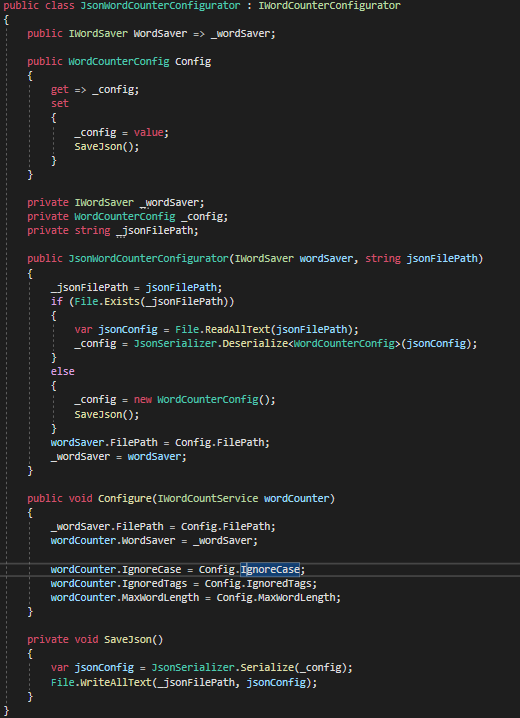 public class JsonWordCounterConfigurator : IWordCounterConfigurator
{
    public IWordSaver WordSaver => _wordSaver;

    public WordCounterConfig Config
    {
        get => _config;
        set
        {
            _config = value;
            SaveJson();
        }
    }

    private IWordSaver _wordSaver;
    private WordCounterConfig _config;
    private string _jsonFilePath;

    public JsonWordCounterConfigurator(IWordSaver wordSaver, string jsonFilePath)
    {
        _jsonFilePath = jsonFilePath;
        if (File.Exists(_jsonFilePath))
        {
            var jsonConfig = File.ReadAllText(jsonFilePath);
            _config = JsonSerializer.Deserialize<WordCounterConfig>(jsonConfig);
        }
        else
        {
            _config = new WordCounterConfig();
            SaveJson();
        }
        wordSaver.FilePath = Config.FilePath;
        _wordSaver = wordSaver;
    }

    public void Configure(IWordCountService wordCounter)
    {
        _wordSaver.FilePath = Config.FilePath;
        wordCounter.WordSaver = _wordSaver;

        wordCounter.IgnoreCase = Config.IgnoreCase;
        wordCounter.IgnoredTags = Config.IgnoredTags;
        wordCounter.MaxWordLength = Config.MaxWordLength;
    }

    private void SaveJson()
    {
        var jsonConfig = JsonSerializer.Serialize(_config);
        File.WriteAllText(_jsonFilePath, jsonConfig);
    }
}